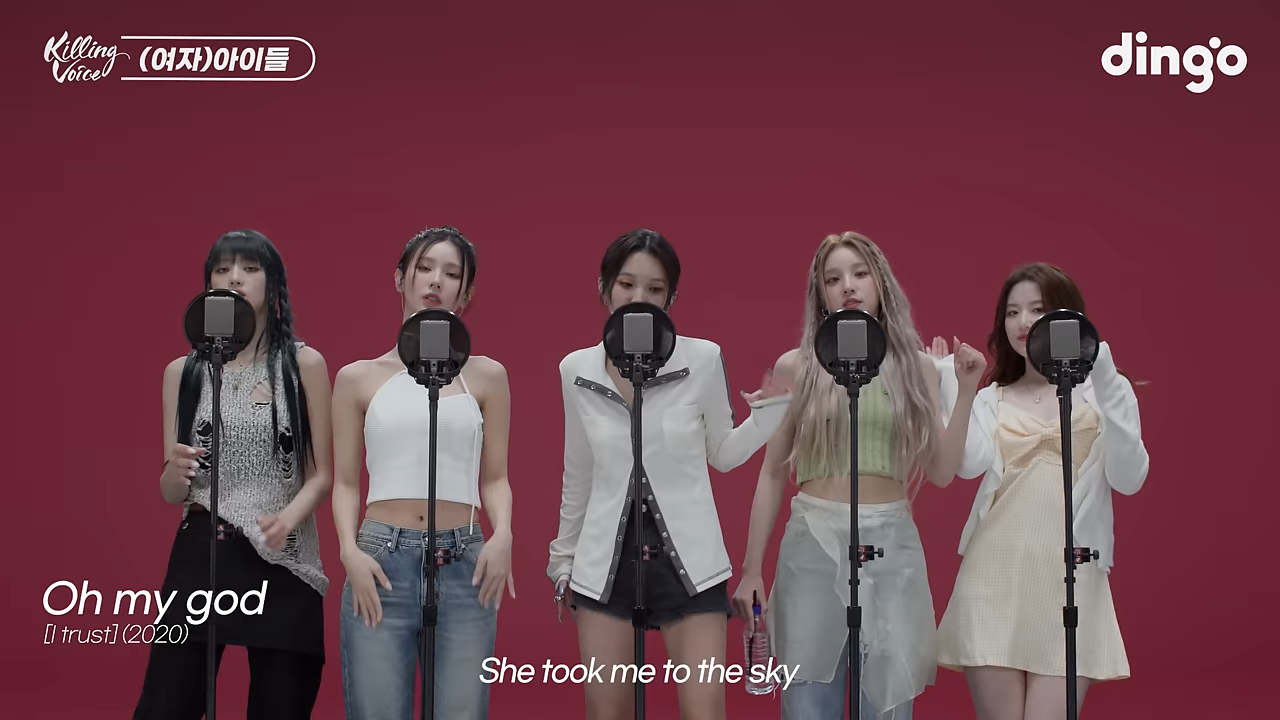 Killing Voice
(여자)아이들
dingo
Oh my god
[I trust] (2020)
She took me to the sky